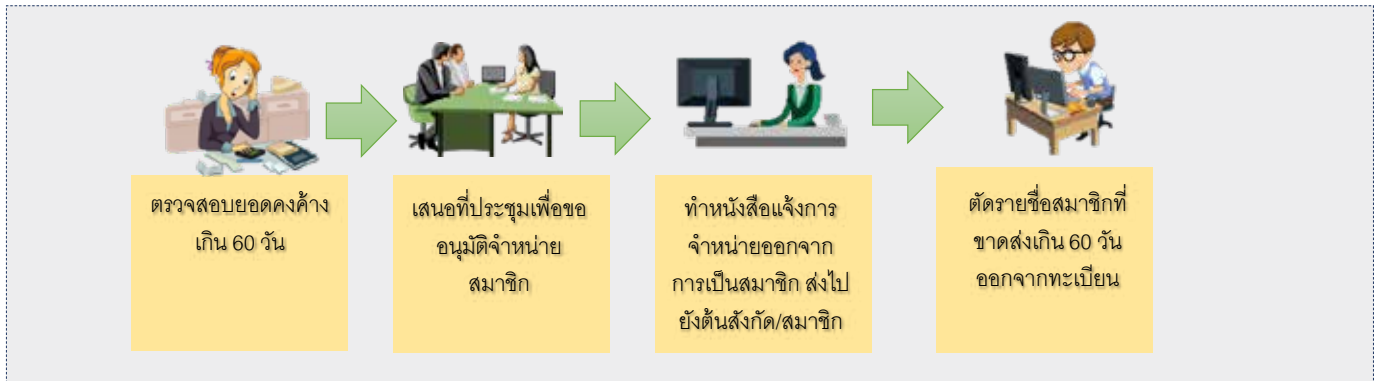 ตรวจสอบยอดคงค้าง
เกิน 60 วัน
เสนอที่ประชุมเพื่อขอ
อนุมัติจำหน่าย
สมาชิก
ทำหนังสือแจ้งการ
จำหน่ายออกจาก
การเป็นสมาชิก ส่งไป
ยังต้นสังกัด/สมาชิก
ตัดรายชื่อสมาชิกที่
ขาดส่งเกิน 60 วัน
ออกจากทะเบียน